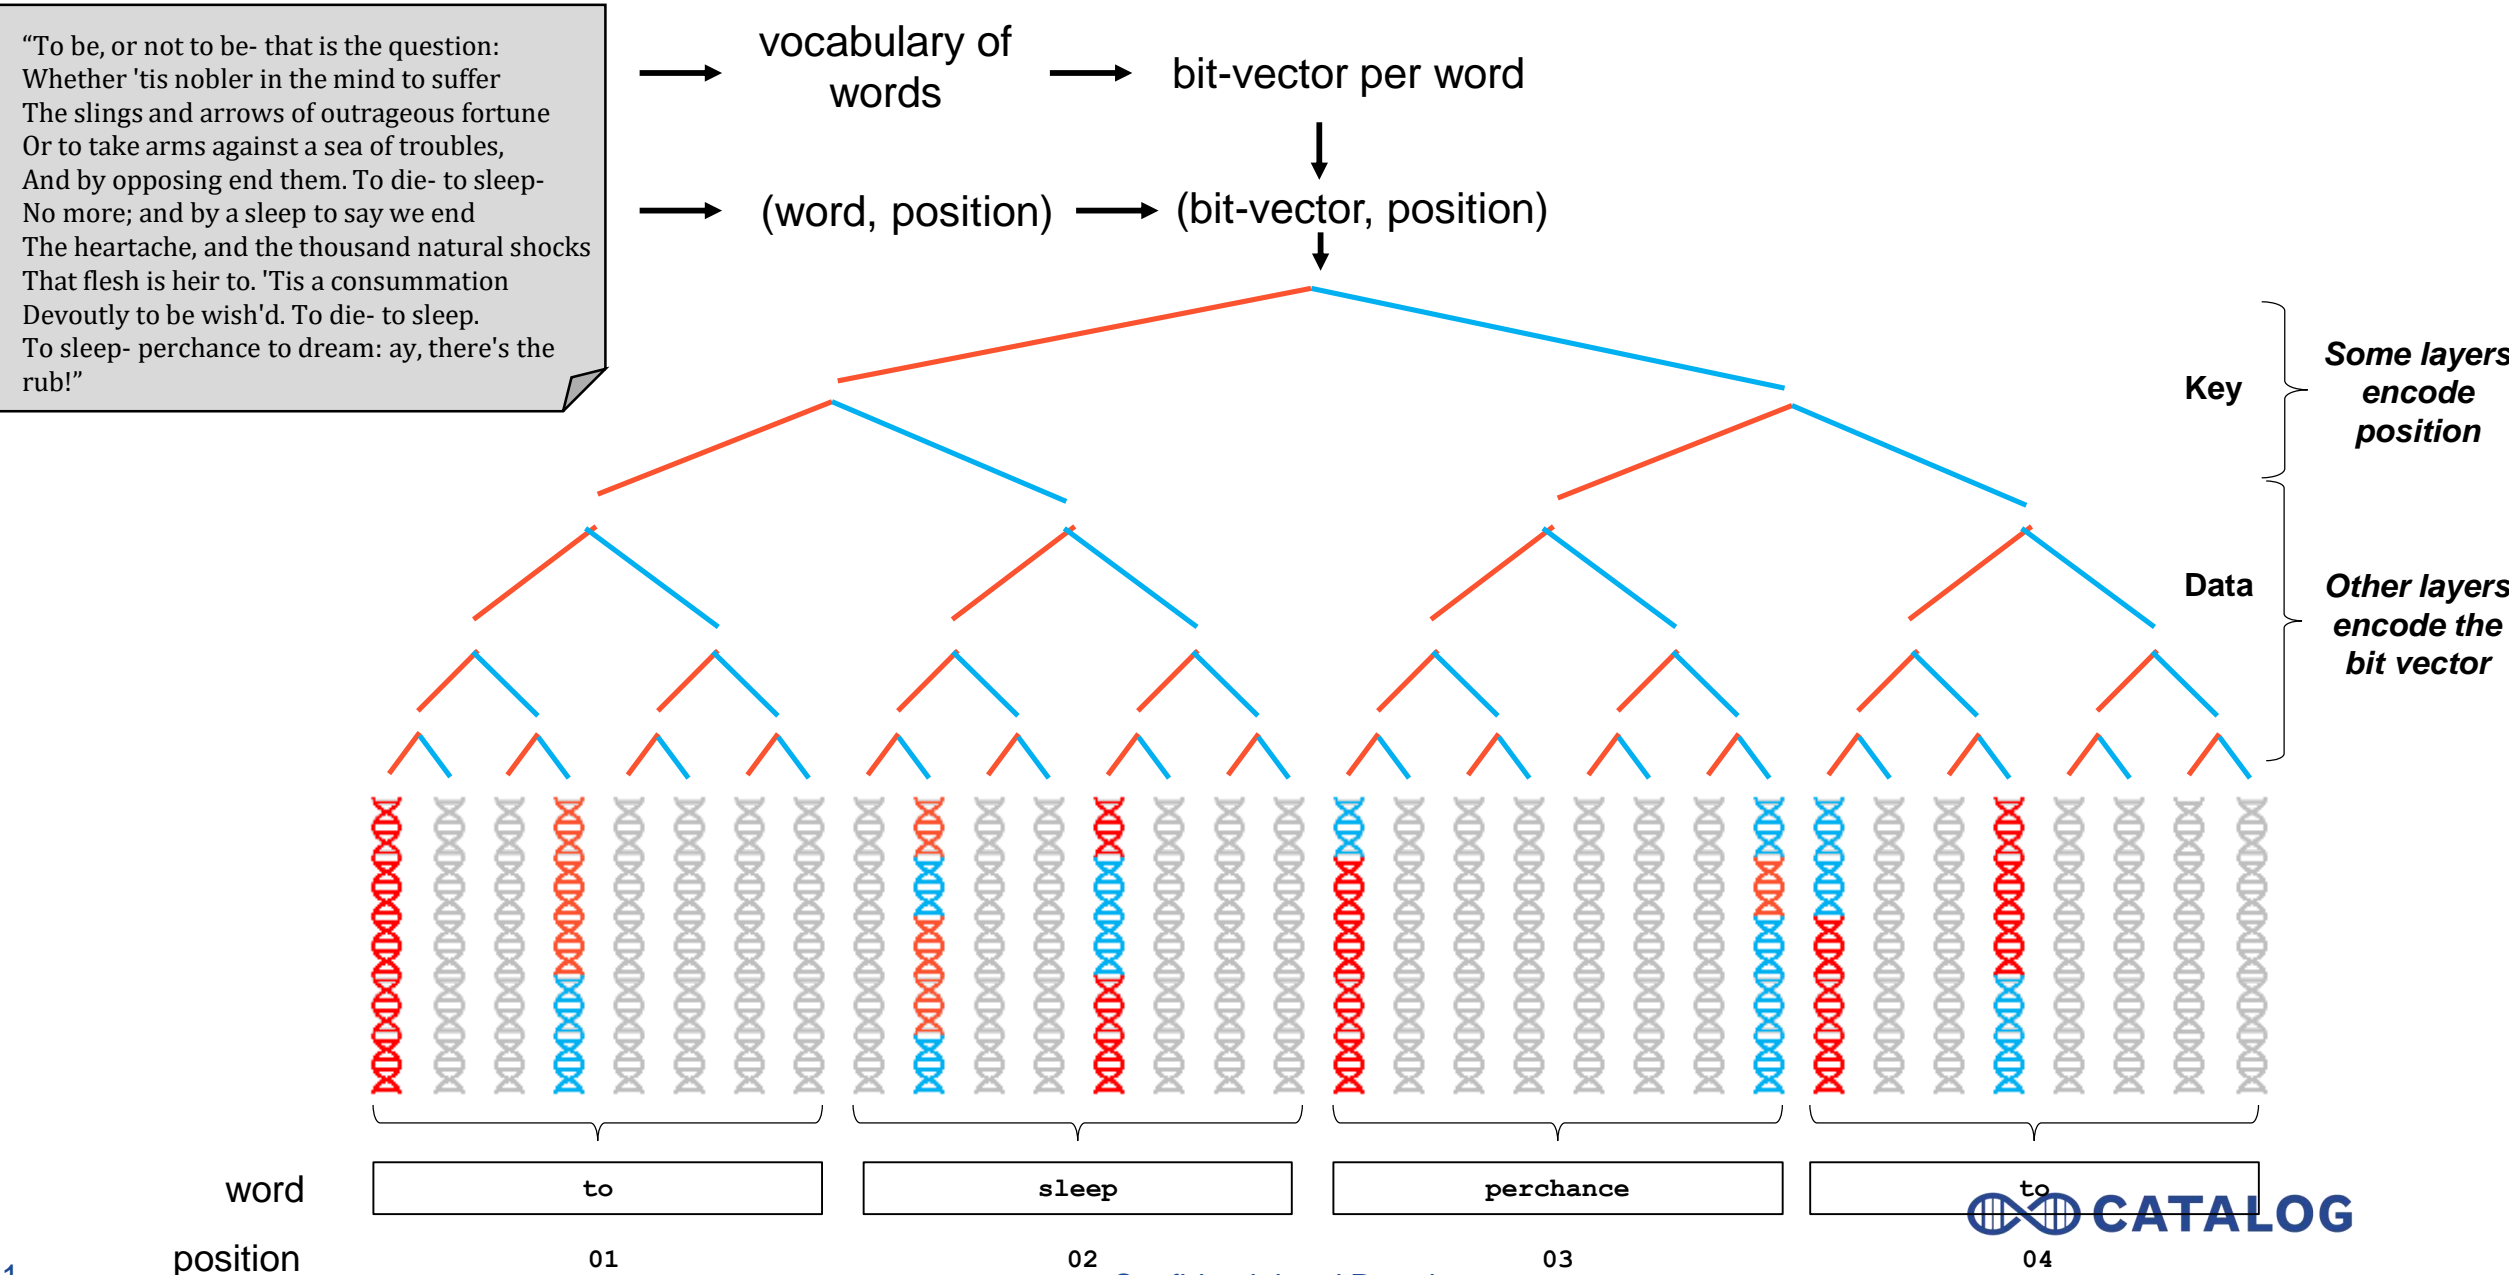 “To be, or not to be- that is the question:
Whether 'tis nobler in the mind to suffer
The slings and arrows of outrageous fortune
Or to take arms against a sea of troubles,
And by opposing end them. To die- to sleep-
No more; and by a sleep to say we end
The heartache, and the thousand natural shocks
That flesh is heir to. 'Tis a consummation
Devoutly to be wish'd. To die- to sleep.
To sleep- perchance to dream: ay, there's the
rub!”
vocabulary of
words
bit-vector per word
(word, position)
(bit-vector, position)
Key
Some layers
encode
position
Data
Other layers
encode the
bit vector
word
to
sleep
perchance
to
CATALOG
position
01
02
03
04
1